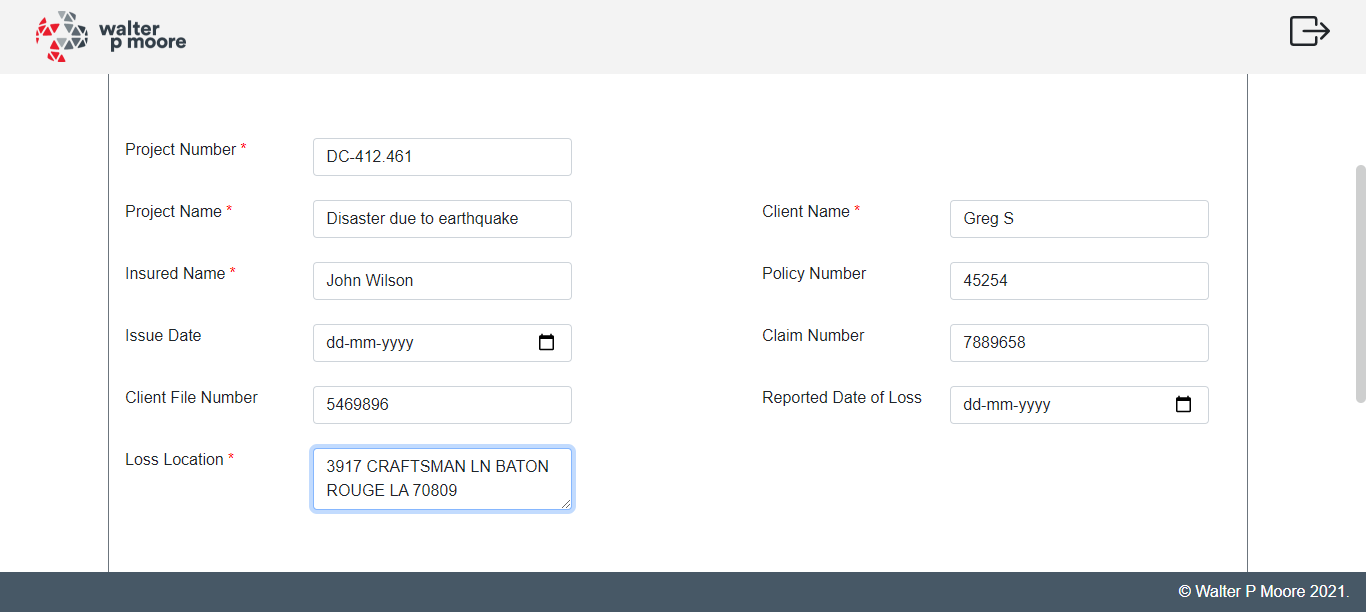 walter
p moore
Project Number *
DC-412.461
Project Name *
Disaster due to earthquake
Client Name *
Greg S
Insured Name *
John Wilson
Policy Number
45254
Issue Date
dd-mm-yyyy
Claim Number
7889658
Client File Number
5469896
Reported Date of Loss
dd-mm-yyyy
Loss Location *
3917 CRAFTSMAN LN BATON
ROUGE LA 70809
© Walter P Moore 2021.